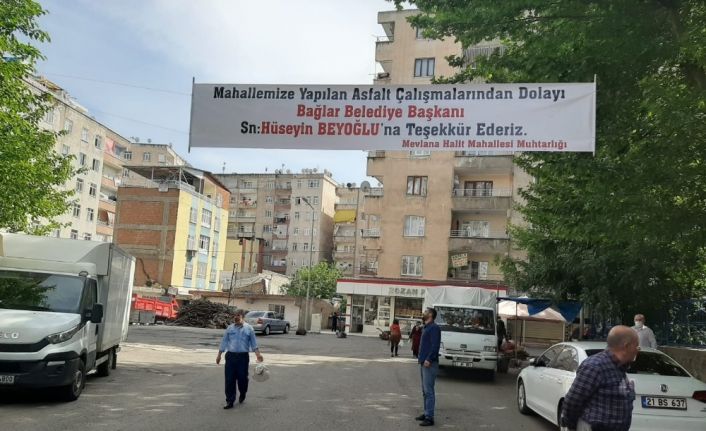 Mahallemize Yapılan Asfalt Çalışmalarından Dolayı
Bağlar Belediye Başkanı
Sn:Hüseyin BEYOĞLU'na Teşekkür Ederiz.
Mevlana Halit Mahallesi Muhtarlığı
IVECO
21 BS 637